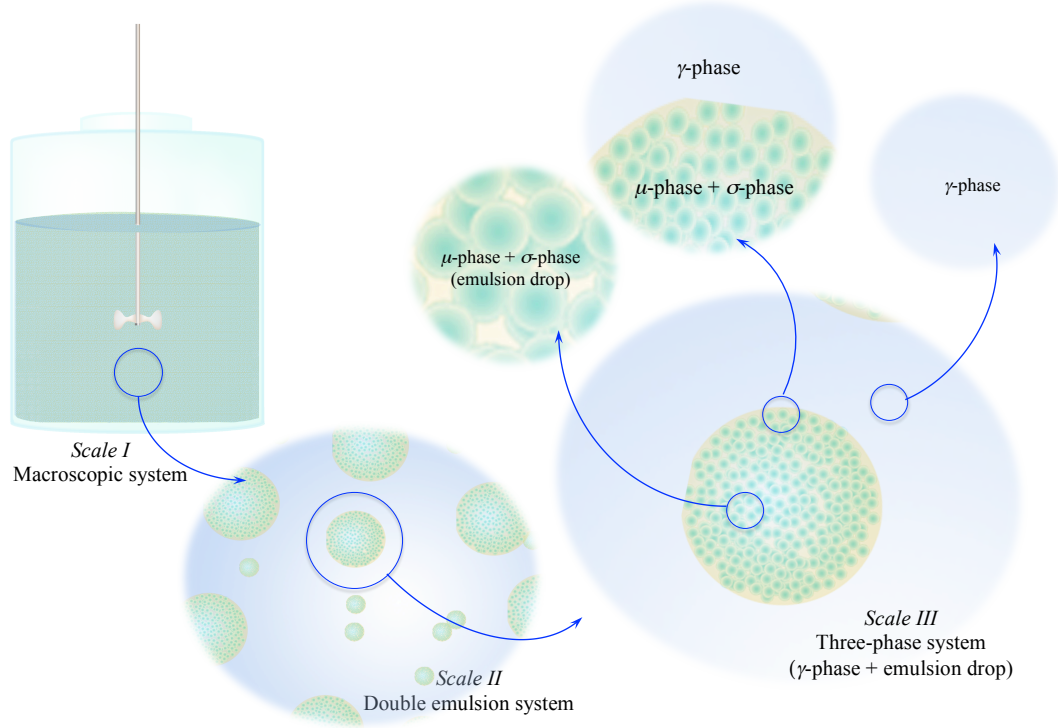 γ-phase
μ-phase + σ-phase
γ-phase
μ-phase + σ-phase
(emulsion drop)
Scale I
Macroscopic system
Scale II
Double emulsion system
Scale III
Three-phase system
(γ-phase + emulsion drop)